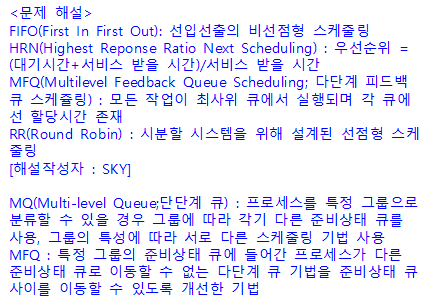 <문제 해설>
FIFO(First In First Out): 선입선출의 비선점형 스케쥴링
HRN(Highest Reponse Ratio Next Scheduling) : 우선순위 =
(대기시간+서비스 받을 시간)/서비스 받을 시간
MFQ(Multilevel Feedback Queue Scheduling; 다단계 피드백
큐 스케쥴링) : 모든 작업이 최사위 큐에서 실행되며 각 큐에
선 할당시간 존재
RR(Round Robin) : 시분할 시스템을 위해 설계된 선점형 스케
줄링
[해설작성자 : SKY]

MQ(Multi-level Queue;단단계 큐) : 프로세스를 특정 그룹으로
분류할 수 있을 경우 그룹에 따라 각기 다른 준비상태 큐를
사용, 그룹의 특성에 따라 서로 다른 스케줄링 기법 사용
MFQ : 특정 그룹의 준비상태 큐에 들어간 프로세스가 다른
준비상태 큐로 이동할 수 없는 다단계 큐 기법을 준비상태 큐
사이를 이동할 수 있도록 개선한 기법